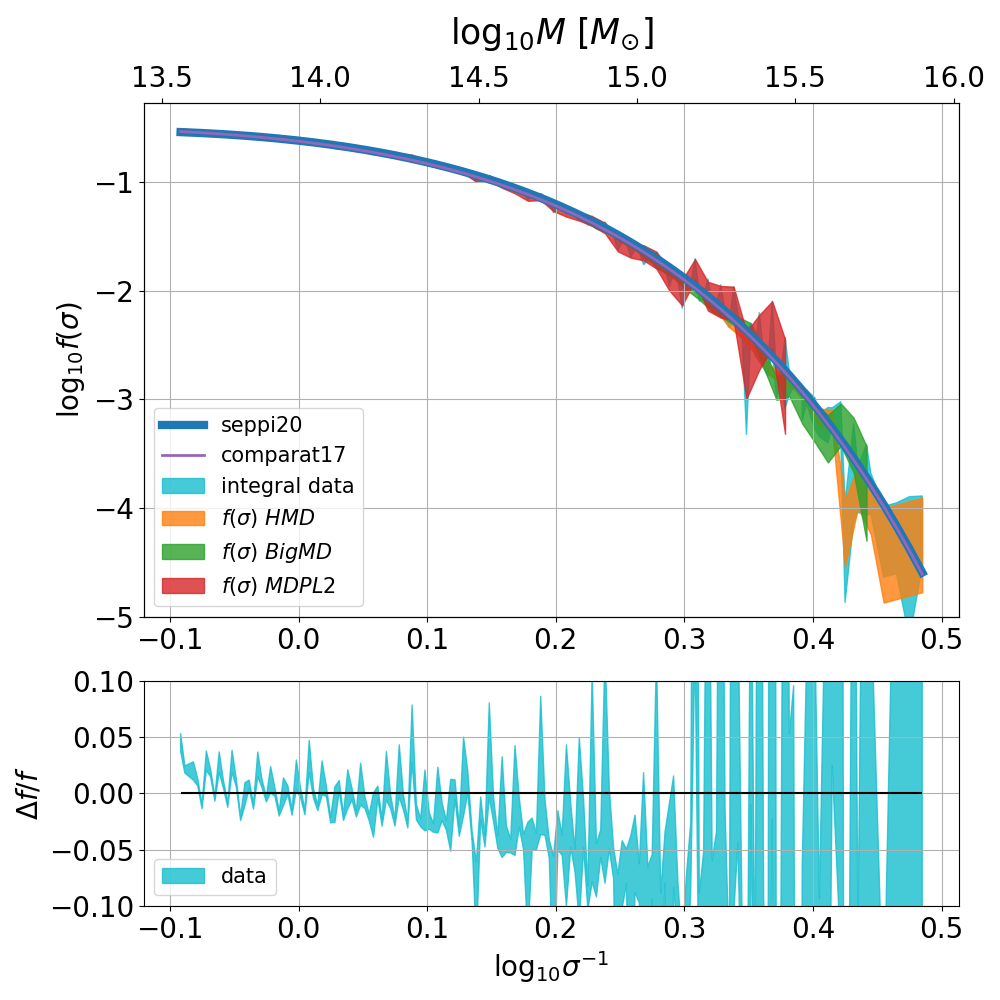 log₁₀M [M⊙]
13.5 14.0 14.5 15.0 15.5 16.0
log₁₀f(σ)
−1
−2
−3
−4
−5
seppi20
comparat17
integral data
f(σ) HMD
f(σ) BigMD
f(σ) MDPL2
−0.1 0.0 0.1 0.2 0.3 0.4 0.5
Δf/f
0.10
0.05
0.00
−0.05
−0.10
data
−0.1 0.0 0.1 0.2 0.3 0.4 0.5
log₁₀σ⁻¹